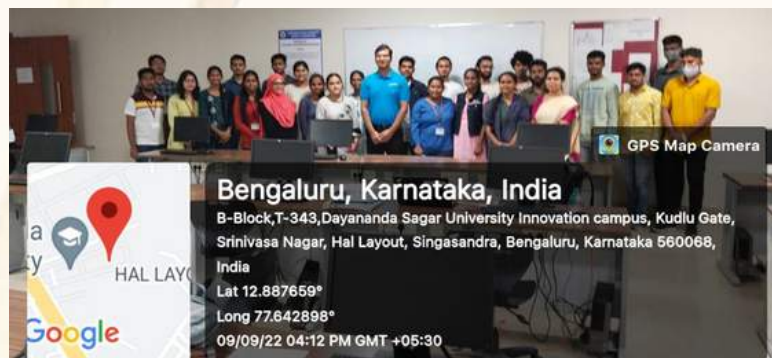 GPS Map Camera
Bengaluru, Karnataka, India
B-Block,T-343,Dayananda Sagar University Innovation campus, Kudlu Gate,
Srinivasa Nagar, Hal Layout, Singasandra, Bengaluru, Karnataka 560068,
India
Lat 12.887659°
Long 77.642898°
09/09/22 04:12 PM GMT +05:30
a
y
HAL LAYO
Google